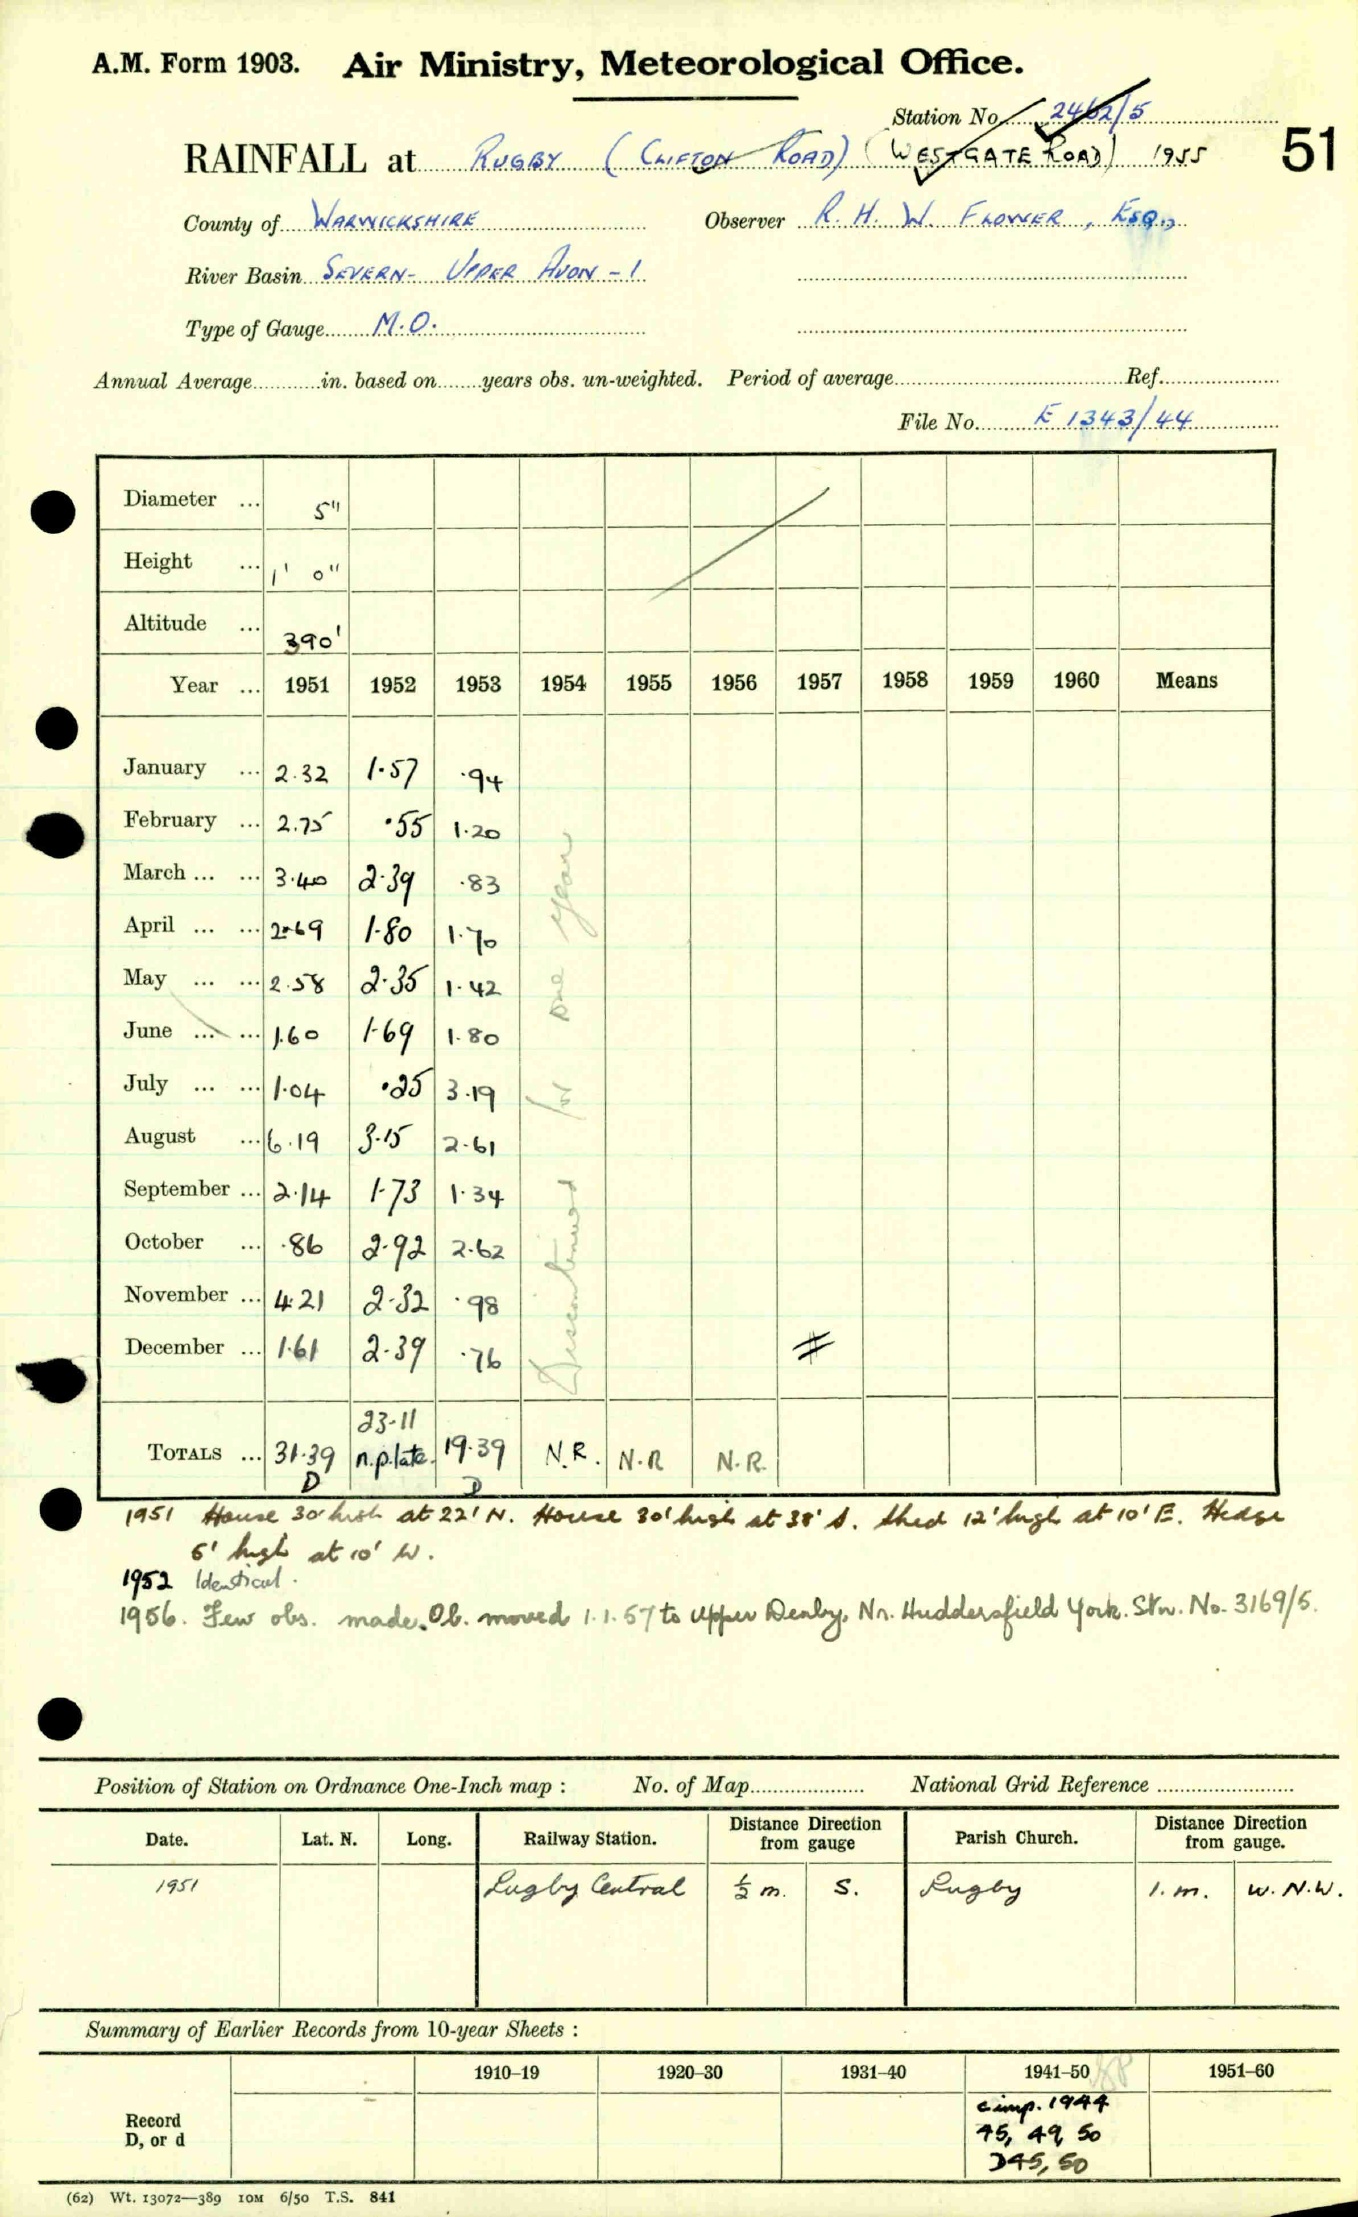 A.M. Form 1903. Air Ministry, Meteorological Office.
Station No. 2462/5
RAINFALL at RUGBY (CLIFTON ROAD) (WESTGATE ROAD) 1955 51
County of WARWICKSHIRE Observer R. H. W. FLOWER, ESQ.,
River Basin SEVERN - UPPER AVON - 1
Type of Gauge M.O.
Annual Average in. based on years obs. un-weighted. Period of average Ref.
File No. E 1343/44
Diameter ... 5"
Height ... 1' 0"
Altitude ... 390'
Year ... 1951 1952 1953 1954 1955 1956 1957 1958 1959 1960 Means
January ... 2.32 1.57 .94
February ... 2.75 .55 1.20
March ... ... 3.40 2.39 .83
April ... ... 2.69 1.80 1.70
May ... ... 2.58 2.35 1.42
June ... ... 1.60 1.69 1.80
July ... ... 1.04 .25 3.19
August ... 6.19 3.15 2.61
September ... 2.14 1.73 1.34
October ... .86 2.92 2.62
November ... 4.21 2.32 .98
December ... 1.61 2.39 .76
Discontinued for one year
TOTALS ... 31.39 D 23.11 n.p.late. 19.39 D N.R. N.R N.R.
1951 House 30' high at 22' N. House 30' high at 38' S. Shed 12' high at 10' E. Hedge
6' high at 10' W.
1952 Identical.
1956. Few obs. made. Ob. moved 1.1.57 to Upper Denby, Nr. Huddersfield York. Stn. No. 3169/5.
Position of Station on Ordnance One-Inch map : No. of Map National Grid Reference
Date. Lat. N. Long. Railway Station. Distance Direction from gauge Parish Church. Distance Direction from gauge.
1951 Rugby Central ½ m. S. Rugby 1. m. W.N.W.
Summary of Earlier Records from 10-year Sheets :
1910–19 1920–30 1931–40 1941–50 1951–60
Record
D, or d
cimp. 1944
45, 49, 50
D45, 50
(62) Wt. 13072—389 10M 6/50 T.S. 841